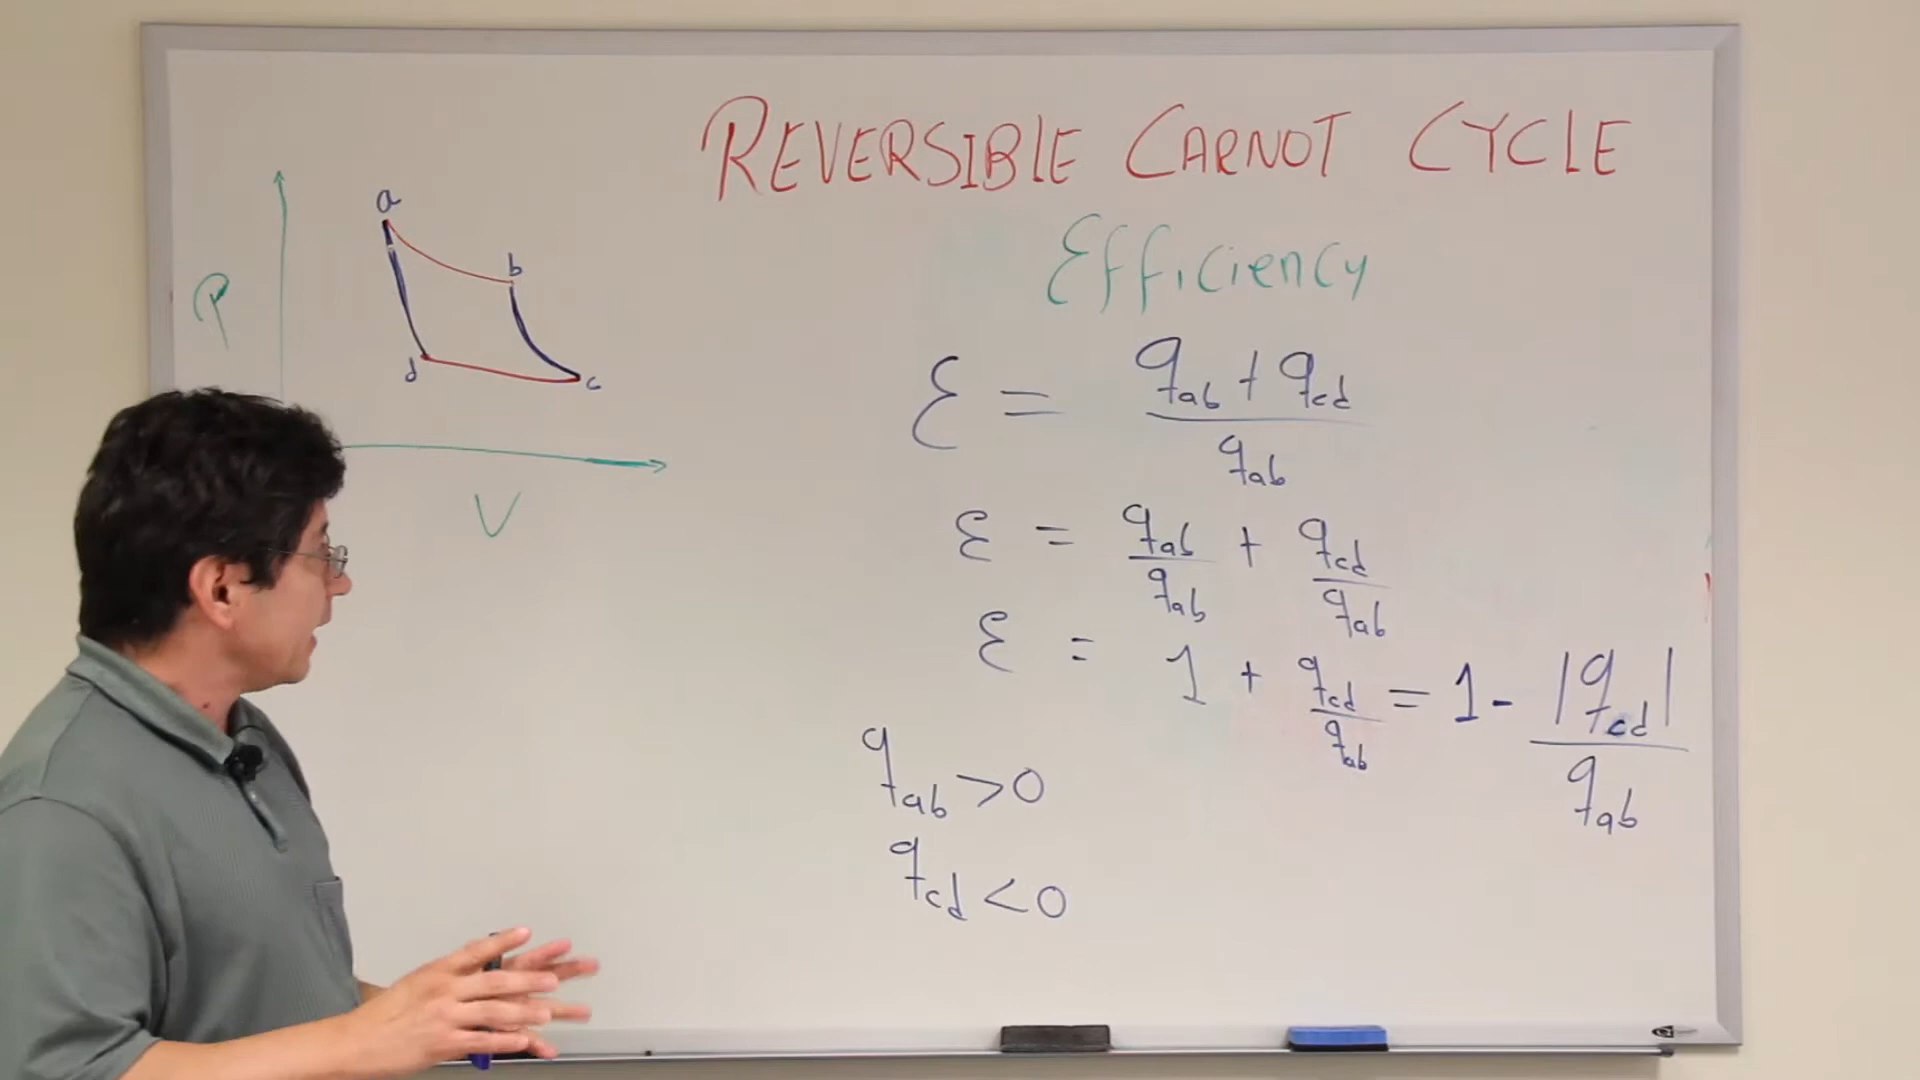 REVERSIBLE CARNOT CYCLE
Efficiency
P
a
b
d
c
V
ε = (q_ab + q_cd) / q_ab
ε = q_ab / q_ab + q_cd / q_ab
ε = 1 + q_cd / q_ab = 1 - |q_cd| / q_ab
q_ab > 0
q_cd < 0